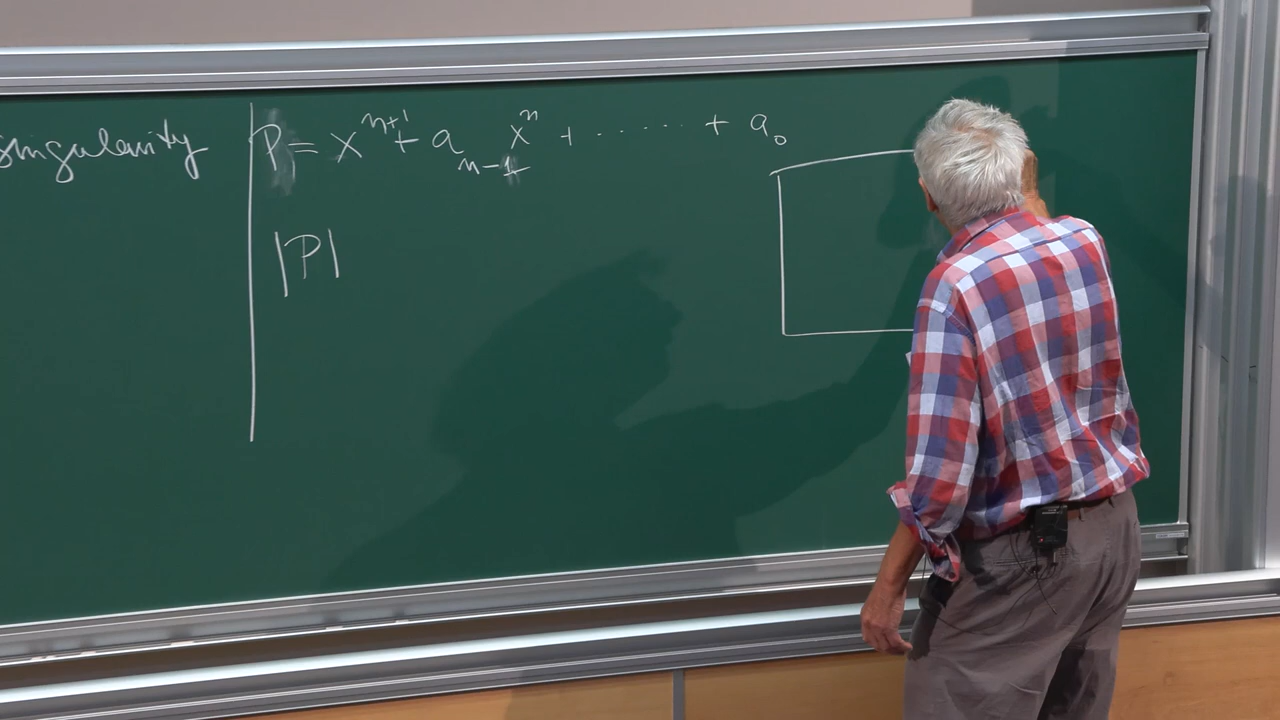 singularity
P = x^{n+1} + a_{n-1} x^n + ...... + a_0
|P|